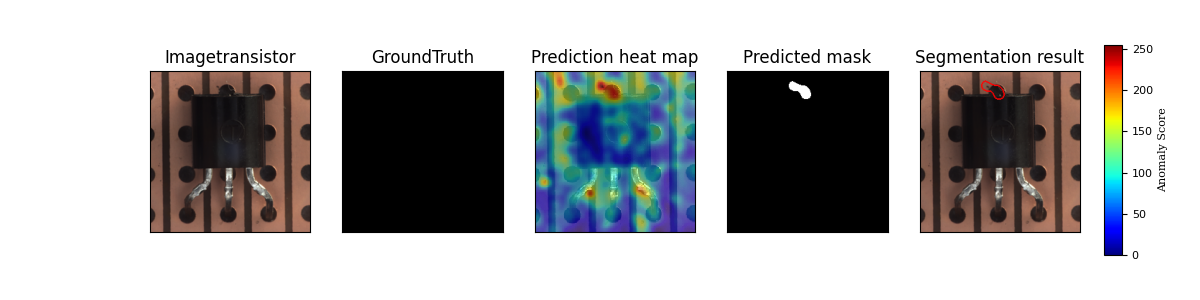 Imagetransistor
GroundTruth
Prediction heat map
Predicted mask
Segmentation result
250
200
150
100
50
0
Anomaly Score